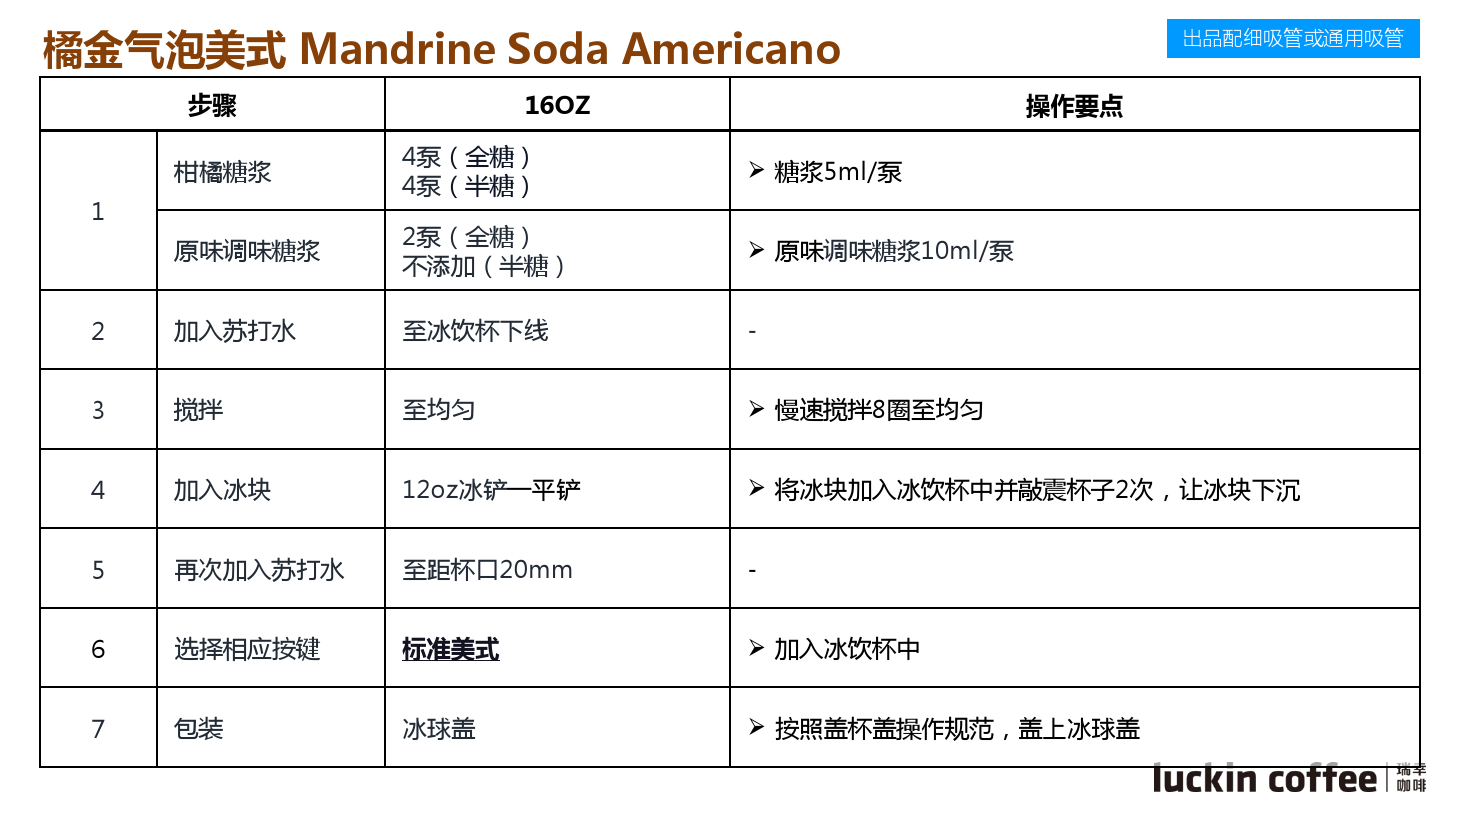 橘金气泡美式 Mandrine Soda Americano
出品配细吸管或通用吸管
步骤
16OZ
操作要点
1
柑橘糖浆
4泵（全糖）
4泵（半糖）
➢ 糖浆5ml/泵
原味调味糖浆
2泵（全糖）
不添加（半糖）
➢ 原味调味糖浆10ml/泵
2
加入苏打水
至冰饮杯下线
-
3
搅拌
至均匀
➢ 慢速搅拌8圈至均匀
4
加入冰块
12oz冰铲一平铲
➢ 将冰块加入冰饮杯中并敲震杯子2次，让冰块下沉
5
再次加入苏打水
至距杯口20mm
-
6
选择相应按键
标准美式
➢ 加入冰饮杯中
7
包装
冰球盖
➢ 按照盖杯盖操作规范，盖上冰球盖
luckin coffee
瑞幸
咖啡